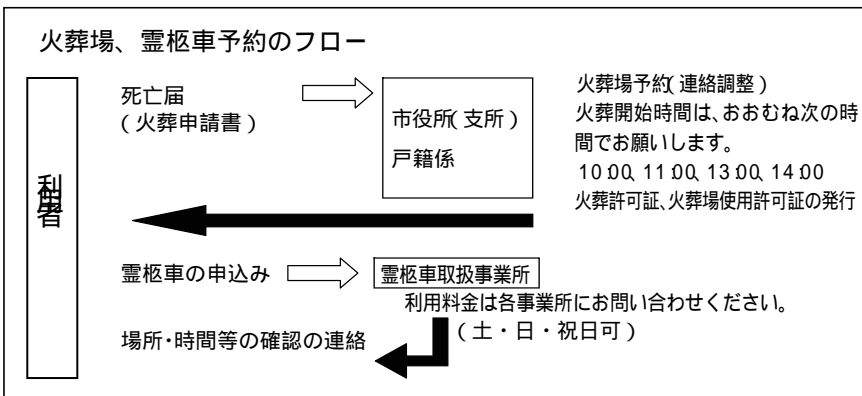 火葬場、霊柩車予約のフロー
利用者
死亡届
(火葬申請書)
市役所(支所)
戸籍係
火葬場予約(連絡調整)
火葬開始時間は、おおむね次の時
間でお願いします。
10:00、11:00、13:00、14:00
火葬許可証、火葬場使用許可証の発行
霊柩車の申込み
霊柩車取扱事業所
利用料金は各事業所にお問い合わせください。
(土・日・祝日可)
場所・時間等の確認の連絡